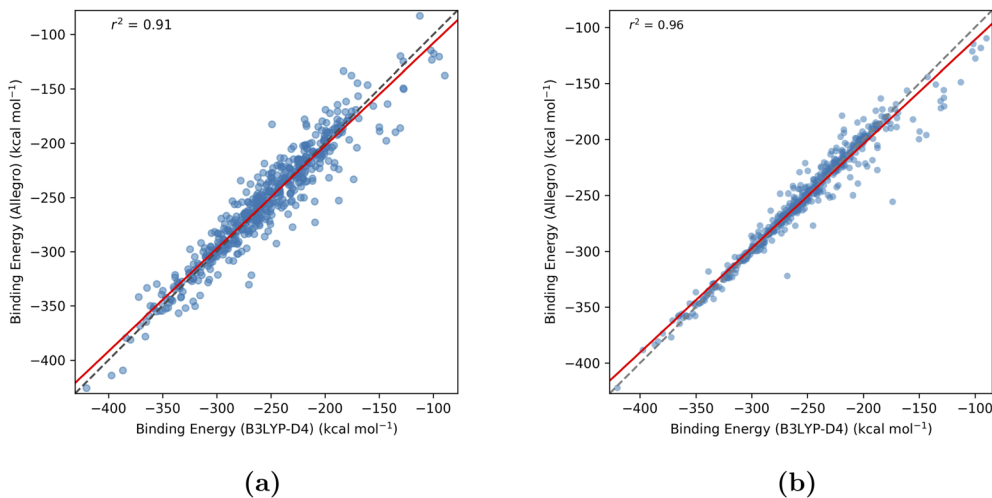 r² = 0.91
Binding Energy (Allegro) (kcal mol⁻¹)
−100
−150
−200
−250
−300
−350
−400
−400 −350 −300 −250 −200 −150 −100
Binding Energy (B3LYP-D4) (kcal mol⁻¹)
(a)
r² = 0.96
Binding Energy (Allegro) (kcal mol⁻¹)
−100
−150
−200
−250
−300
−350
−400
−400 −350 −300 −250 −200 −150 −100
Binding Energy (B3LYP-D4) (kcal mol⁻¹)
(b)